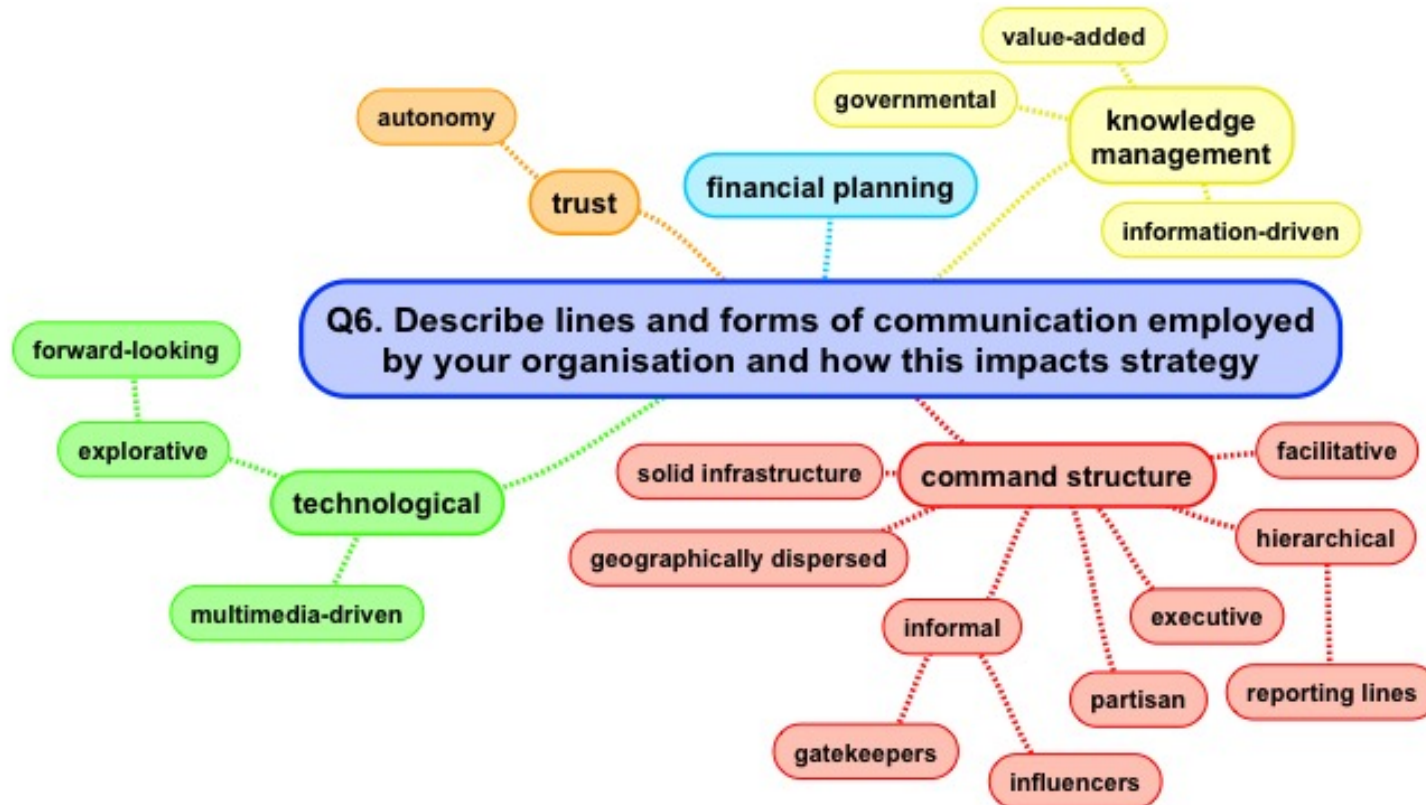 value-added
governmental
autonomy
knowledge
management
financial planning
trust
information-driven
Q6. Describe lines and forms of communication employed
by your organisation and how this impacts strategy
forward-looking
explorative
technological
multimedia-driven
solid infrastructure
command structure
facilitative
geographically dispersed
hierarchical
informal
executive
partisan
reporting lines
gatekeepers
influencers